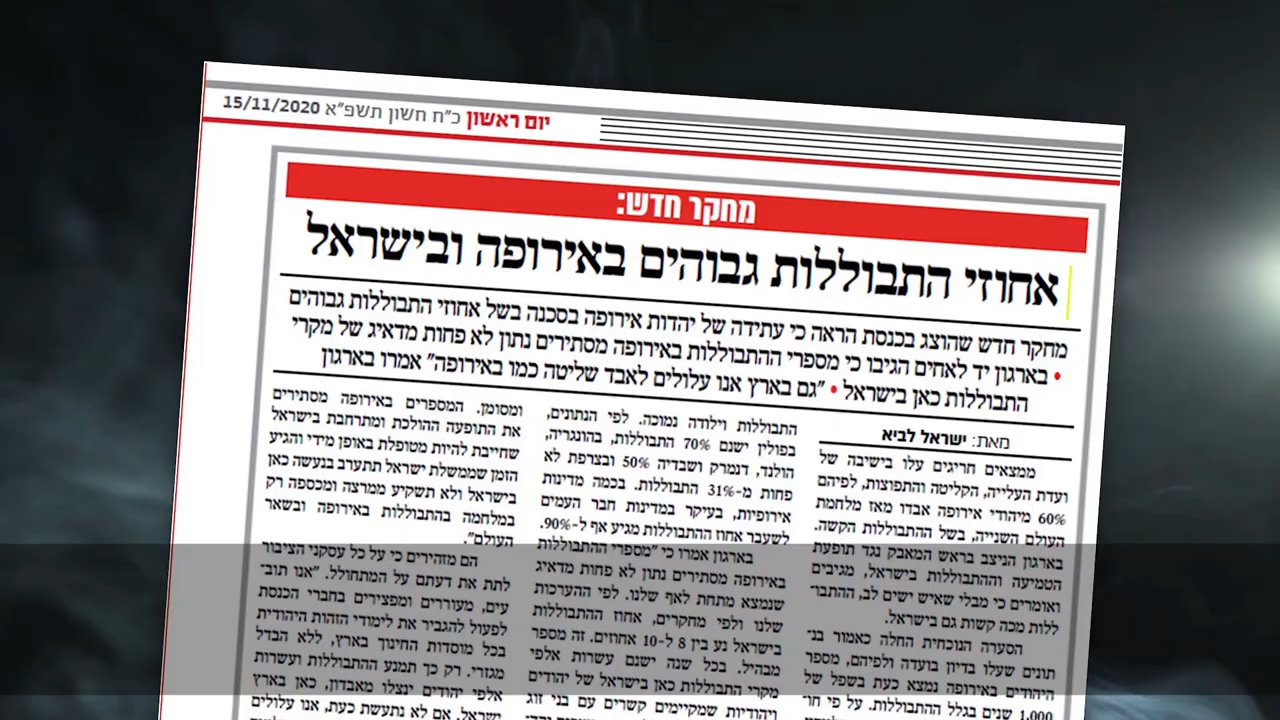 יום ראשון כ״ח חשון תשפ״א 15/11/2020
מחקר חדש:
אחוזי התבוללות גבוהים באירופה ובישראל
מחקר חדש שהוצג בכנסת הראה כי עתידה של יהדות אירופה בסכנה בשל אחוזי התבוללות גבוהים
• בארגון יד לאחים הגיבו כי מספרי ההתבוללות באירופה מסתירים נתון לא פחות מדאיג של מקרי
התבוללות כאן בישראל • ״גם בארץ אנו עלולים לאבד שליטה כמו באירופה״ אמרו בארגון
מאת: ישראל לביא
ממצאים חריגים עלו בישיבה של
ועדת העלייה, הקליטה והתפוצות, לפיהם
60% מיהודי אירופה אבדו מאז מלחמת
העולם השנייה, בשל ההתבוללות הקשה.
בארגון הניצב בראש המאבק נגד תופעת
הטמיעה וההתבוללות בישראל, מגיבים
ואומרים כי מבלי שאיש ישים לב, ההתבו־
ללות מכה קשות גם בישראל.
הסערה הנוכחית החלה כאמור בנ־
תונים שעלו בדיון בועדה ולפיהם, מספר
היהודים באירופה נמצא כעת בשפל של
1,000 שנים בגלל ההתבוללות. על פי חו־
התבוללות וילודה נמוכה. לפי הנתונים,
בפולין ישנם 70% התבוללות, בהונגריה,
הולנד, דנמרק ושבדיה 50% ובצרפת לא
פחות מ-31% התבוללות. בכמה מדינות
אירופיות, בעיקר במדינות חבר העמים
לשעבר אחוז ההתבוללות מגיע אף ל-90%.
בארגון אמרו כי ״מספרי ההתבוללות
באירופה מסתירים נתון לא פחות מדאיג
שנמצא מתחת לאף שלנו. לפי ההערכות
שלנו ולפי מחקרים, אחוז ההתבוללות
בישראל נע בין 8 ל-10 אחוזים. זה מספר
מבהיל. בכל שנה ישנם עשרות אלפי
מקרי התבוללות כאן בישראל של יהודים
ויהודיות שמקיימים קשרים עם בני זוג
ומסומן. המספרים באירופה מסתירים
את התופעה ההולכת ומתרחבת בישראל
שחייבת להיות מטופלת באופן מידי והגיע
הזמן שממשלת ישראל תתערב בנעשה כאן
בישראל ולא תשקיע ממרצה ומכספה רק
במלחמה בהתבוללות באירופה ובשאר
העולם״.
הם מזהירים כי על כל עסקני הציבור
לתת את דעתם על המתחולל. ״אנו תוב־
עים, מעוררים ומפצירים בחברי הכנסת
לפעול להגביר את לימודי הזהות היהודית
בכל מוסדות החינוך בארץ, ללא הבדל
מגזרי. רק כך תמנע ההתבוללות ועשרות
אלפי יהודים ינצלו מאבדון, כאן בארץ
ישראל. אם לא נתעשת כעת, אנו עלולים